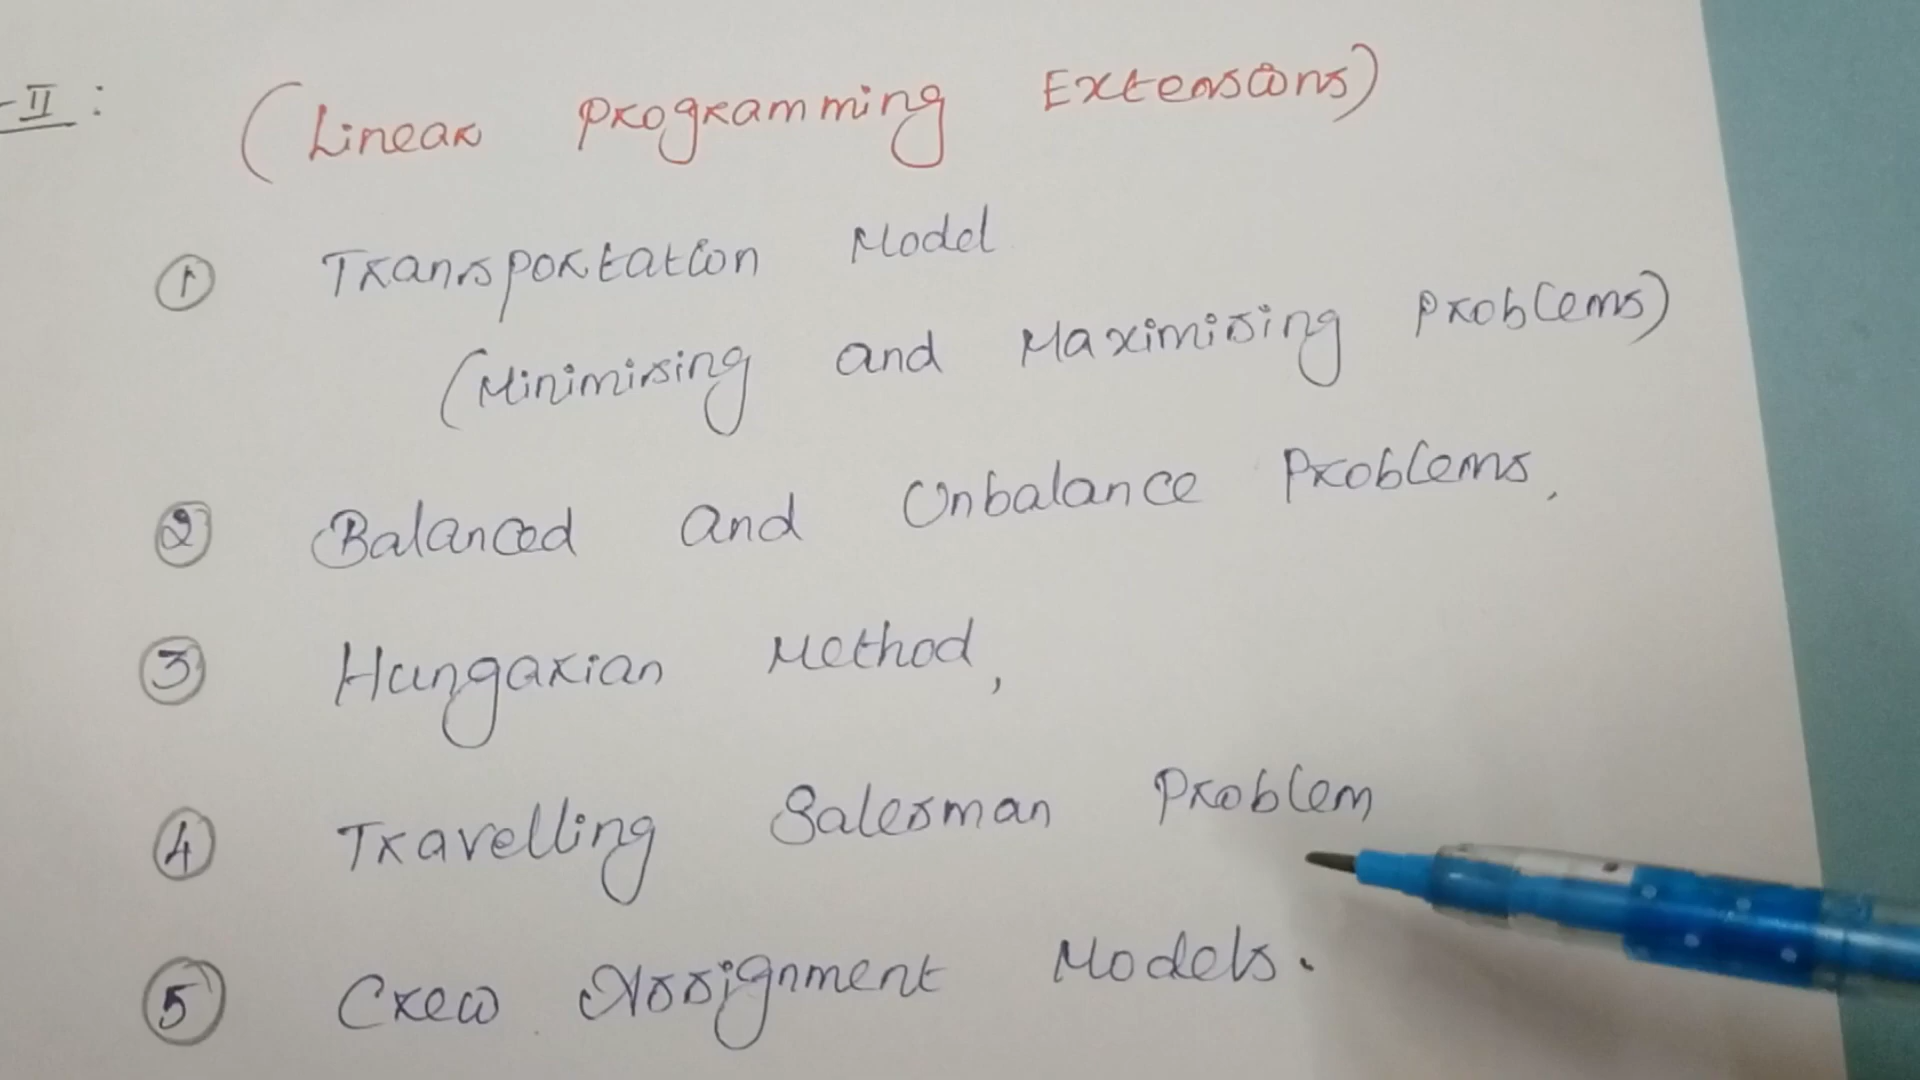 -II : (Linear Programming Extensions)
① Transportation Model
(Minimising and Maximising Problems)
② Balanced and Unbalance Problems,
③ Hungarian Method,
④ Travelling Salesman Problem
⑤ Crew Assignment Models.